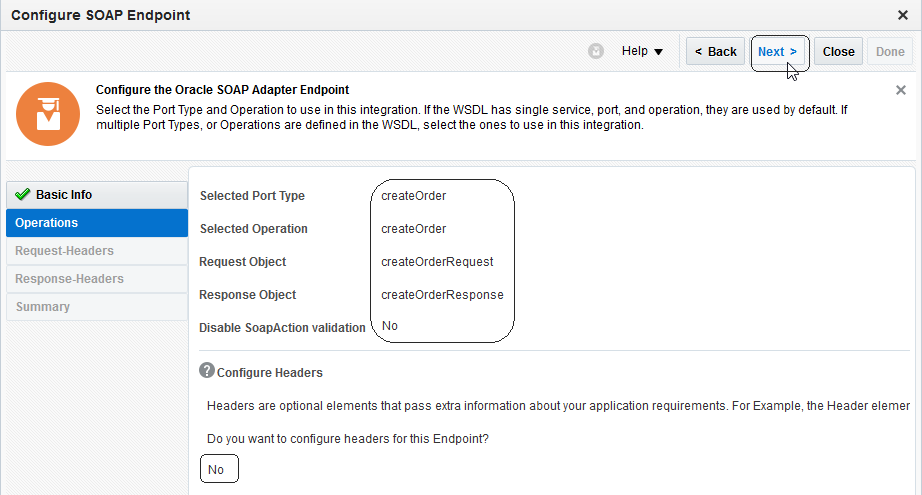 Configure SOAP Endpoint
Help
< Back
Next >
Close
Done
Configure the Oracle SOAP Adapter Endpoint
Select the Port Type and Operation to use in this integration. If the WSDL has single service, port, and operation, they are used by default. If
multiple Port Types, or Operations are defined in the WSDL, select the ones to use in this integration.
Basic Info
Operations
Request-Headers
Response-Headers
Summary
Selected Port Type createOrder
Selected Operation createOrder
Request Object createOrderRequest
Response Object createOrderResponse
Disable SoapAction validation No
? Configure Headers
Headers are optional elements that pass extra information about your application requirements. For Example, the Header elemer
Do you want to configure headers for this Endpoint?
No